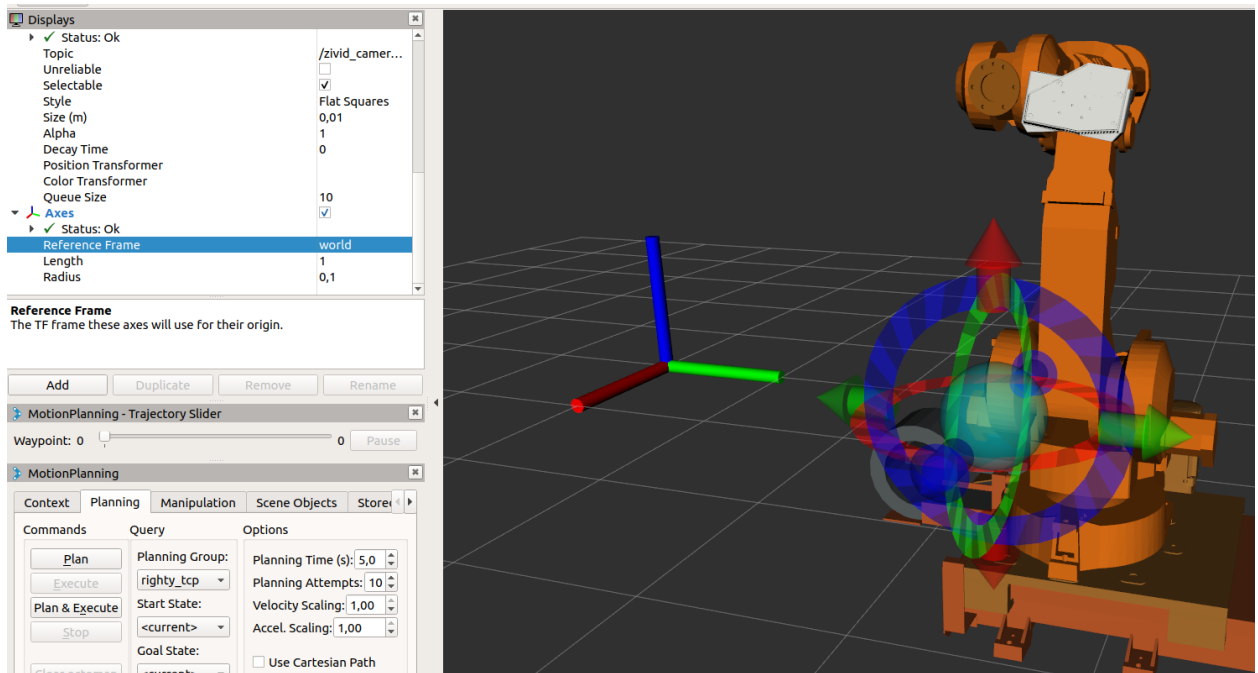 Displays
Status: Ok
Topic /zivid_camer...
Unreliable
Selectable
Style Flat Squares
Size (m) 0,01
Alpha 1
Decay Time 0
Position Transformer
Color Transformer
Queue Size 10
Axes
Status: Ok
Reference Frame world
Length 1
Radius 0,1
Reference Frame
The TF frame these axes will use for their origin.
Add Duplicate Remove Rename
MotionPlanning - Trajectory Slider
Waypoint: 0 0 Pause
MotionPlanning
Context Planning Manipulation Scene Objects Store
Commands Query Options
Plan Planning Group: Planning Time (s): 5,0
Execute righty_tcp Planning Attempts: 10
Plan & Execute Start State: Velocity Scaling: 1,00
Stop <current> Accel. Scaling: 1,00
Goal State:
Use Cartesian Path